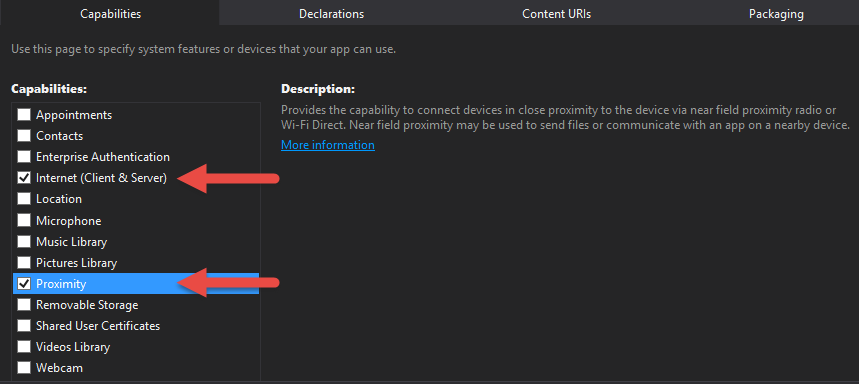 Capabilities
Declarations
Content URIs
Packaging
Use this page to specify system features or devices that your app can use.
Capabilities:
Appointments
Contacts
Enterprise Authentication
Internet (Client & Server)
Location
Microphone
Music Library
Pictures Library
Proximity
Removable Storage
Shared User Certificates
Videos Library
Webcam
Description:
Provides the capability to connect devices in close proximity to the device via near field proximity radio or
Wi-Fi Direct. Near field proximity may be used to send files or communicate with an app on a nearby device.
More information